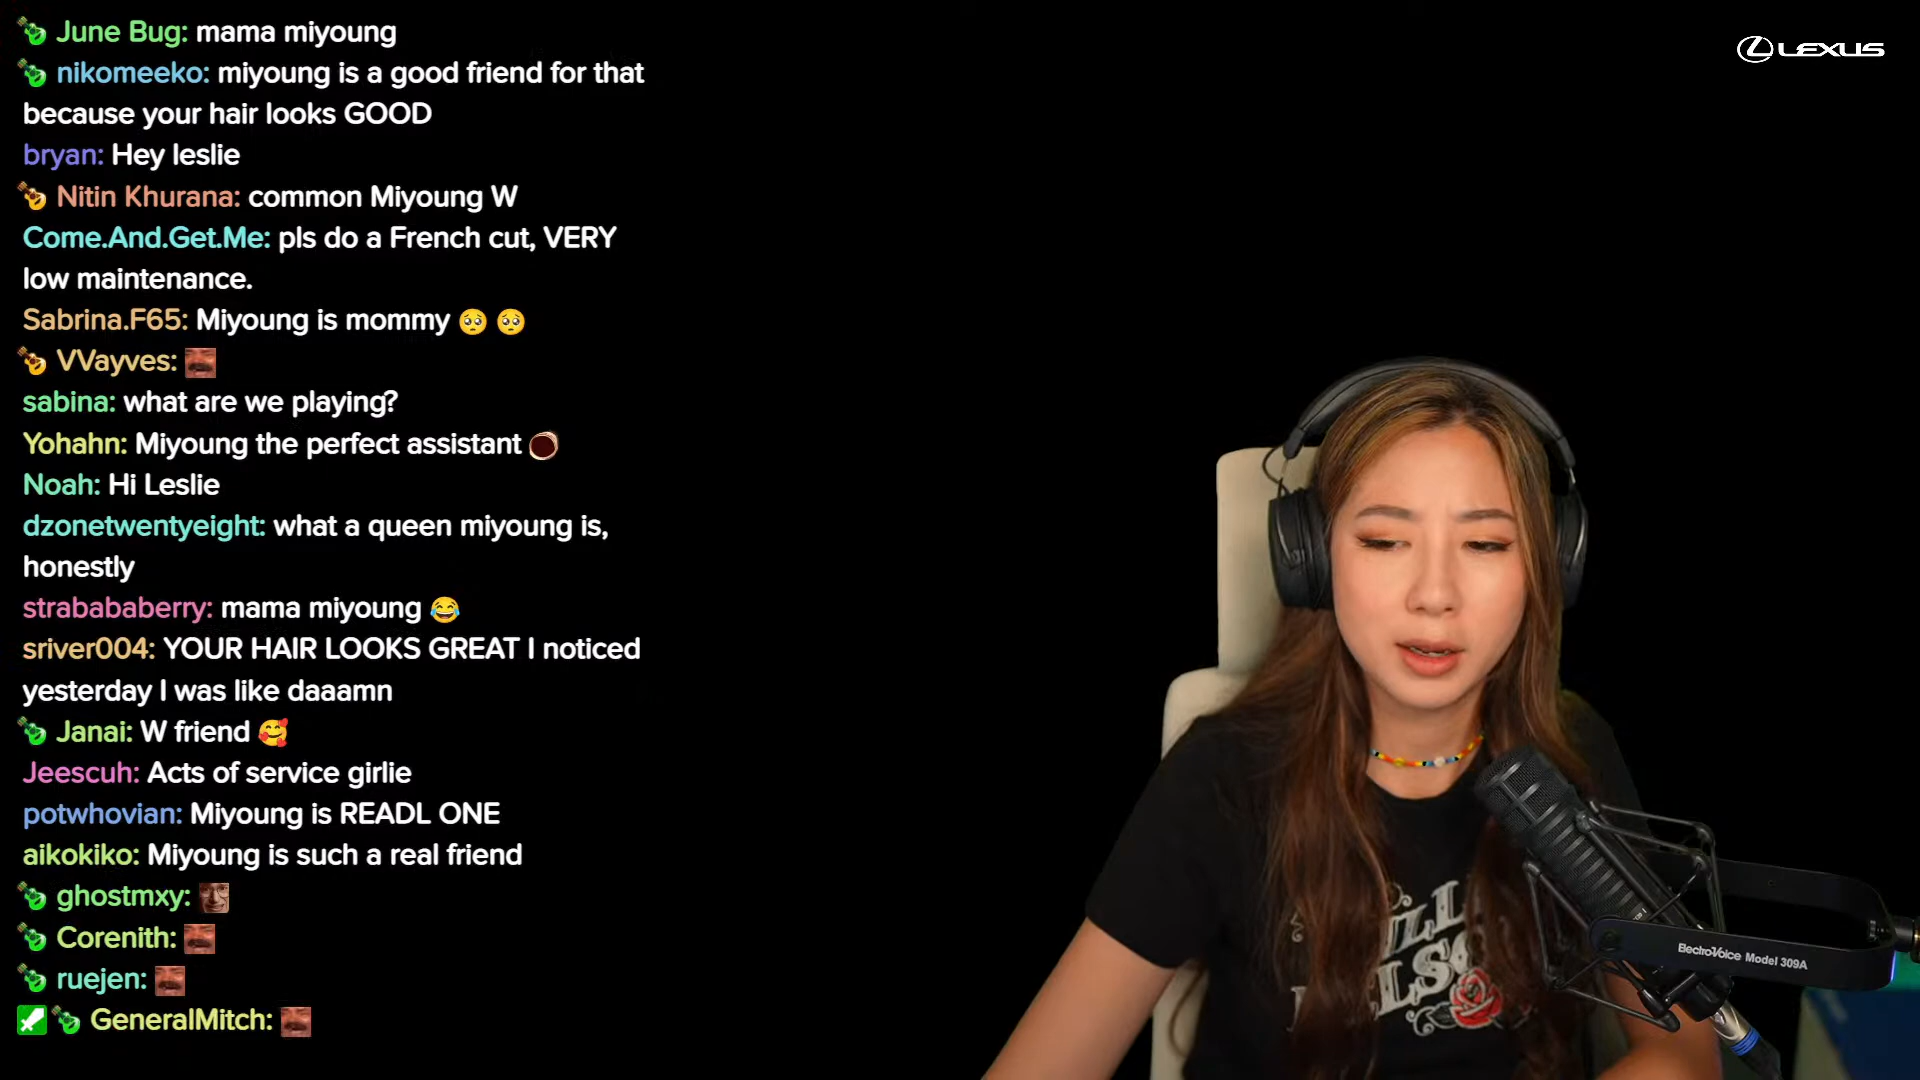 June Bug: mama miyoung
LEXUS
nikomeeko: miyoung is a good friend for that
because your hair looks GOOD
bryan: Hey leslie
Nitin Khurana: common Miyoung W
Come.And.Get.Me: pls do a French cut, VERY
low maintenance.
Sabrina.F65: Miyoung is mommy 🥺 🥺
VVayves:
sabina: what are we playing?
Yohahn: Miyoung the perfect assistant
Noah: Hi Leslie
dzonetwentyeight: what a queen miyoung is,
honestly
strabababerry: mama miyoung 😂
sriver004: YOUR HAIR LOOKS GREAT I noticed
yesterday I was like daaamn
Janai: W friend 🥰
Jeescuh: Acts of service girlie
potwhovian: Miyoung is READL ONE
aikokiko: Miyoung is such a real friend
ghostmxy:
Corenith:
ruejen:
GeneralMitch:
Electro-Voice Model 309A